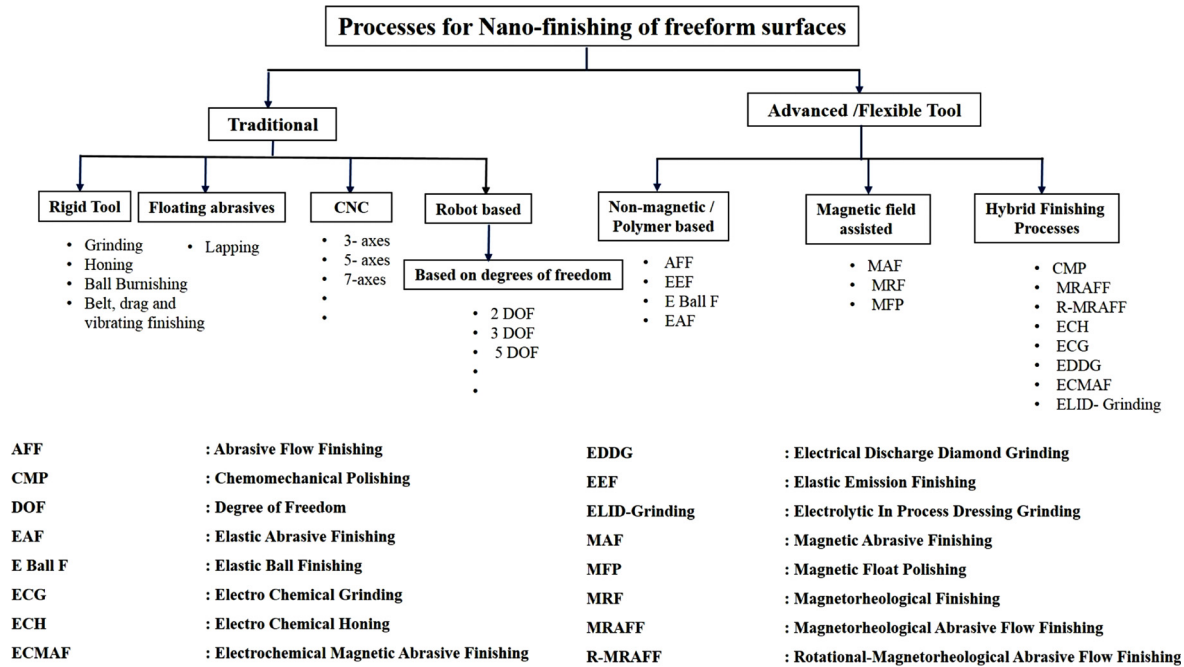 Processes for Nano-finishing of freeform surfaces
Traditional
Advanced /Flexible Tool
Rigid Tool
Floating abrasives
CNC
Robot based
Non-magnetic /
Polymer based
Magnetic field
assisted
Hybrid Finishing
Processes
• Grinding
• Honing
• Ball Burnishing
• Belt, drag and
vibrating finishing
• Lapping
• 3- axes
• 5- axes
• 7-axes
•
•
Based on degrees of freedom
• 2 DOF
• 3 DOF
• 5 DOF
•
•
• AFF
• EEF
• E Ball F
• EAF
• MAF
• MRF
• MFP
• CMP
• MRAFF
• R-MRAFF
• ECH
• ECG
• EDDG
• ECMAF
• ELID- Grinding
AFF : Abrasive Flow Finishing
CMP : Chemomechanical Polishing
DOF : Degree of Freedom
EAF : Elastic Abrasive Finishing
E Ball F : Elastic Ball Finishing
ECG : Electro Chemical Grinding
ECH : Electro Chemical Honing
ECMAF : Electrochemical Magnetic Abrasive Finishing
EDDG : Electrical Discharge Diamond Grinding
EEF : Elastic Emission Finishing
ELID-Grinding : Electrolytic In Process Dressing Grinding
MAF : Magnetic Abrasive Finishing
MFP : Magnetic Float Polishing
MRF : Magnetorheological Finishing
MRAFF : Magnetorheological Abrasive Flow Finishing
R-MRAFF : Rotational-Magnetorheological Abrasive Flow Finishing